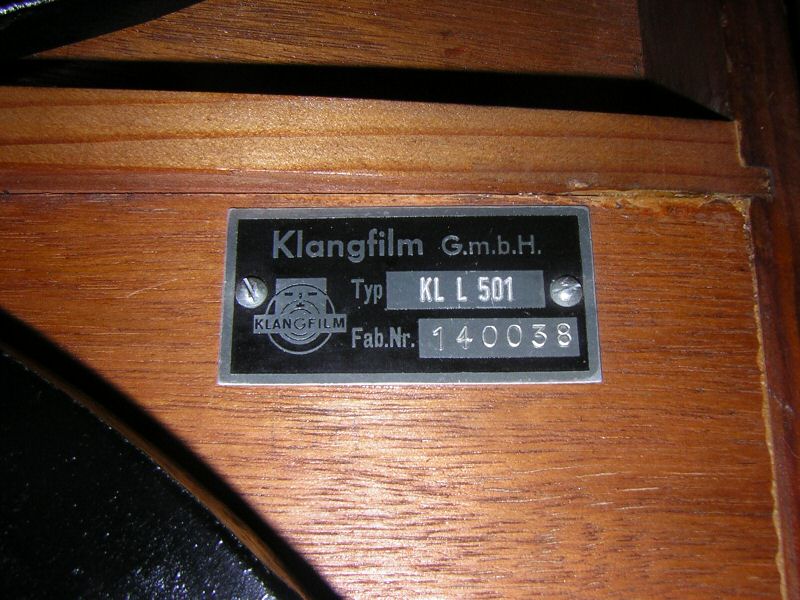 Klangfilm G.m.b.H.
Typ KL L 501
KLANGFILM
Fab.Nr. 140038